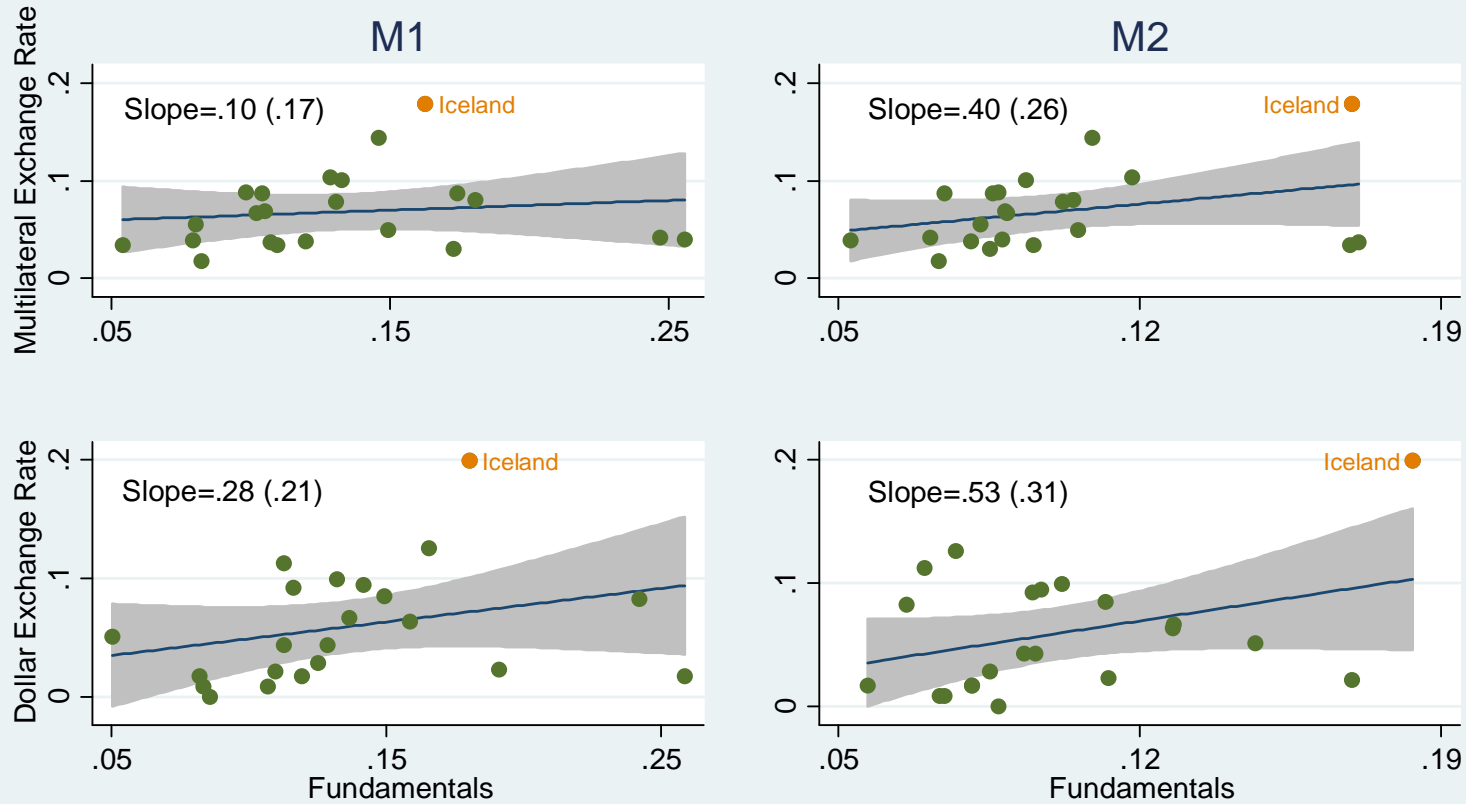 M1
M2
Multilateral Exchange Rate
.2
.1
0
Slope=.10 (.17)
Iceland
.05
.15
.25
.2
.1
0
Slope=.40 (.26)
Iceland
.05
.12
.19
Dollar Exchange Rate
.2
.1
0
Slope=.28 (.21)
Iceland
.05
.15
.25
Fundamentals
.2
.1
0
Slope=.53 (.31)
Iceland
.05
.12
.19
Fundamentals